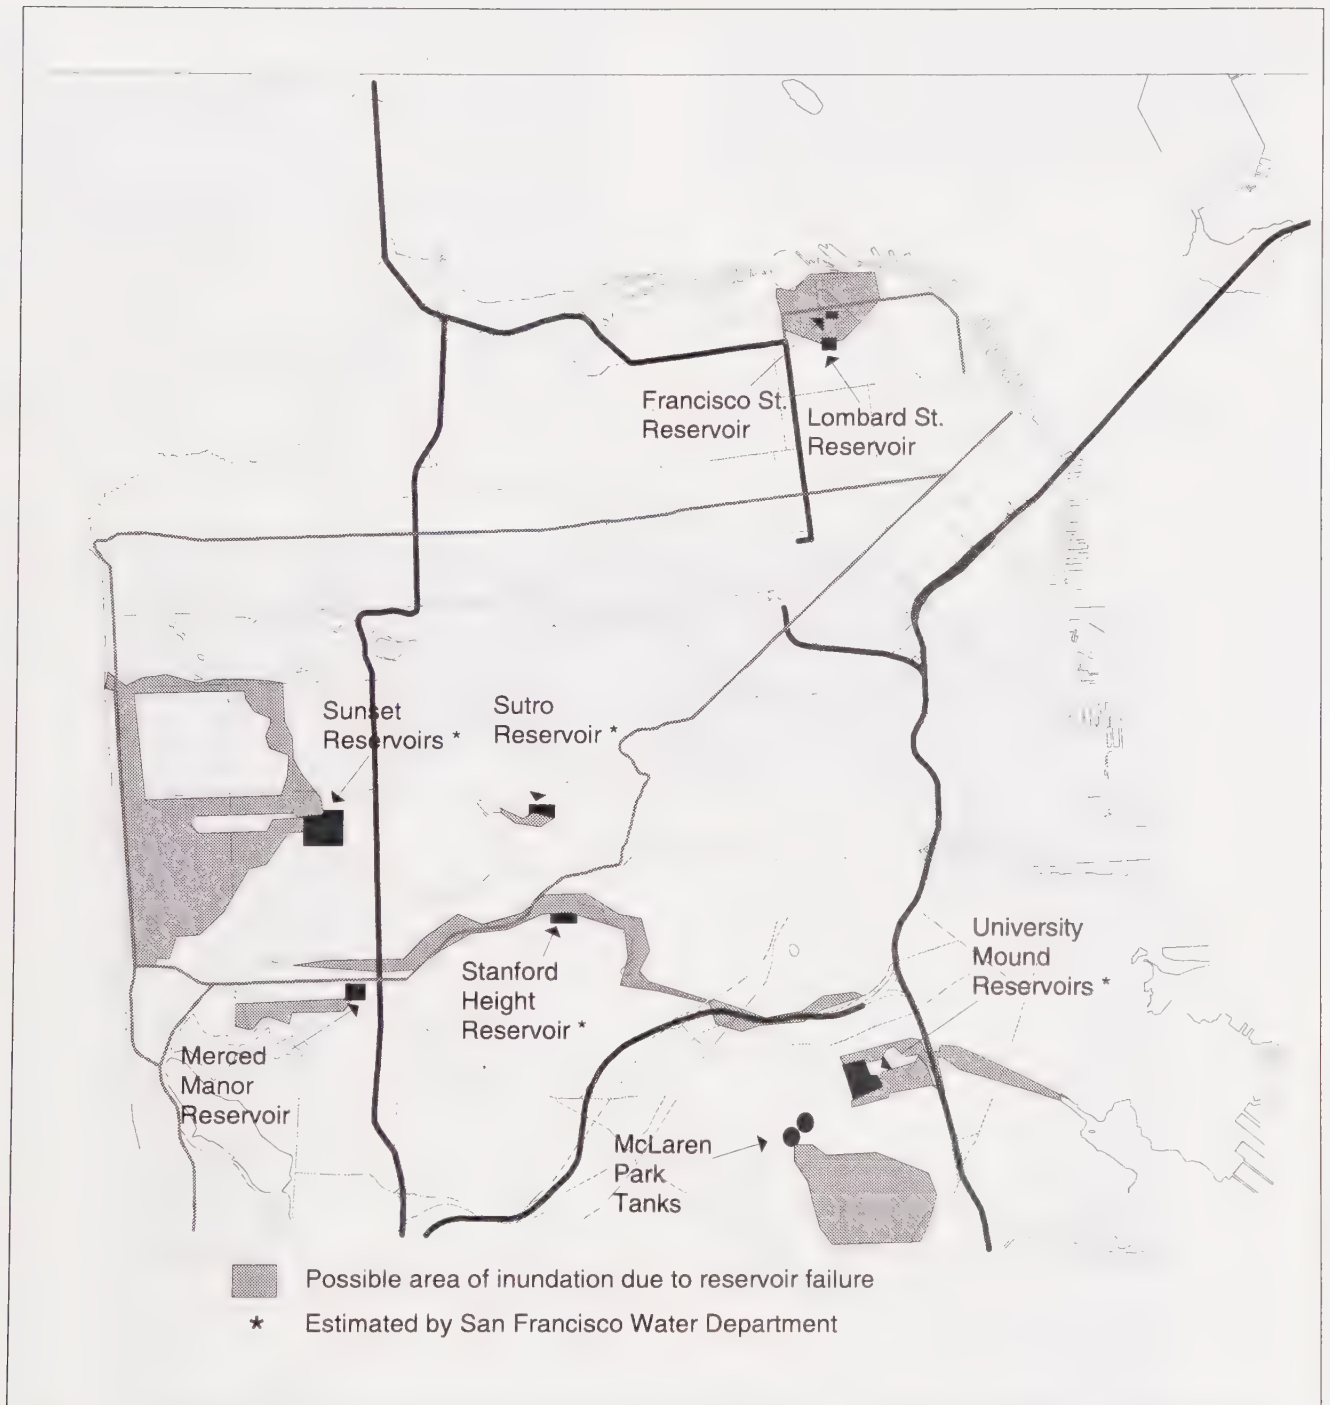 Francisco St.
Reservoir
Lombard St.
Reservoir
Sunset
Reservoirs *
Sutro
Reservoir *
University
Mound
Reservoirs *
Stanford
Height
Reservoir *
Merced
Manor
Reservoir
McLaren
Park
Tanks
Possible area of inundation due to reservoir failure
* Estimated by San Francisco Water Department